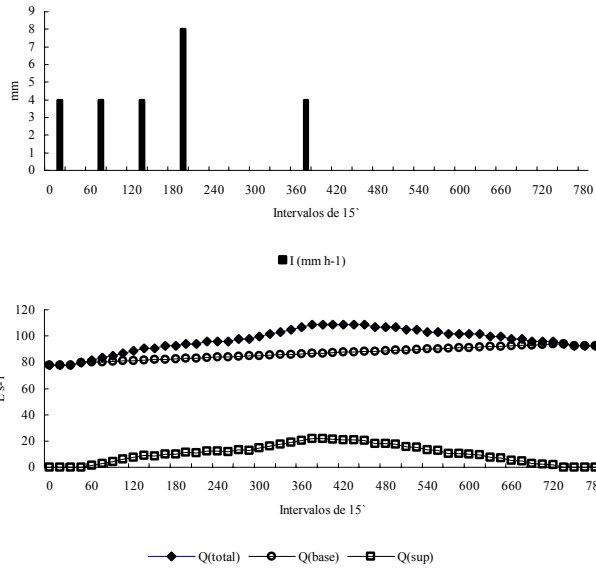 9
8
7
6
5
4
3
2
1
0
mm
0 60 120 180 240 300 360 420 480 540 600 660 720 780
Intervalos de 15`
I (mm h-1)
120
100
80
60
40
20
0
L s-1
0 60 120 180 240 300 360 420 480 540 600 660 720 780
Intervalos de 15`
Q(total) Q(base) Q(sup)